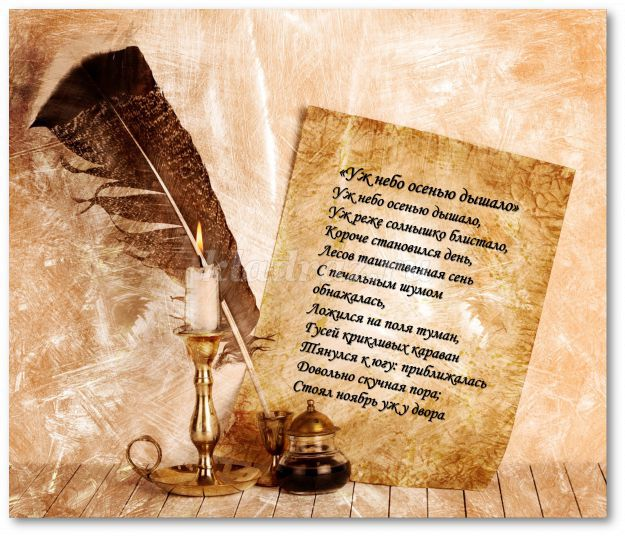 «Уж небо осенью дышало»
Уж небо осенью дышало,
Уж реже солнышко блистало,
Короче становился день,
Лесов таинственная сень
С печальным шумом
обнажалась,
Ложился на поля туман,
Гусей крикливых караван
Тянулся к югу: приближалась
Довольно скучная пора;
Стоял ноябрь уж у двора